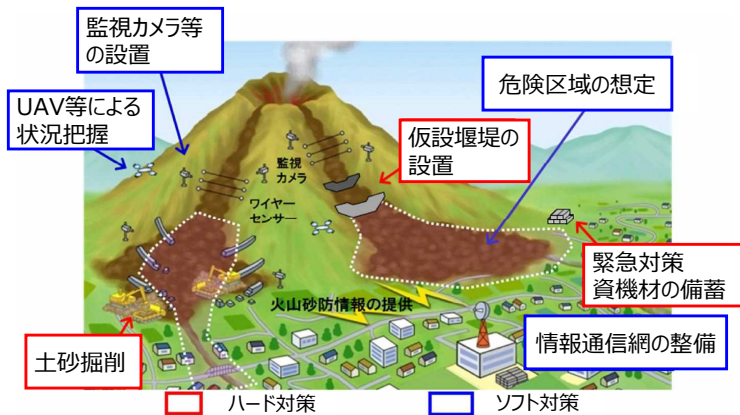 監視カメラ等
の設置
危険区域の想定
UAV等による
状況把握
仮設堰堤の
設置
監視
カメラ
ワイヤー
センサー
緊急対策
資機材の備蓄
火山砂防情報の提供
土砂掘削
情報通信網の整備
ハード対策
ソフト対策